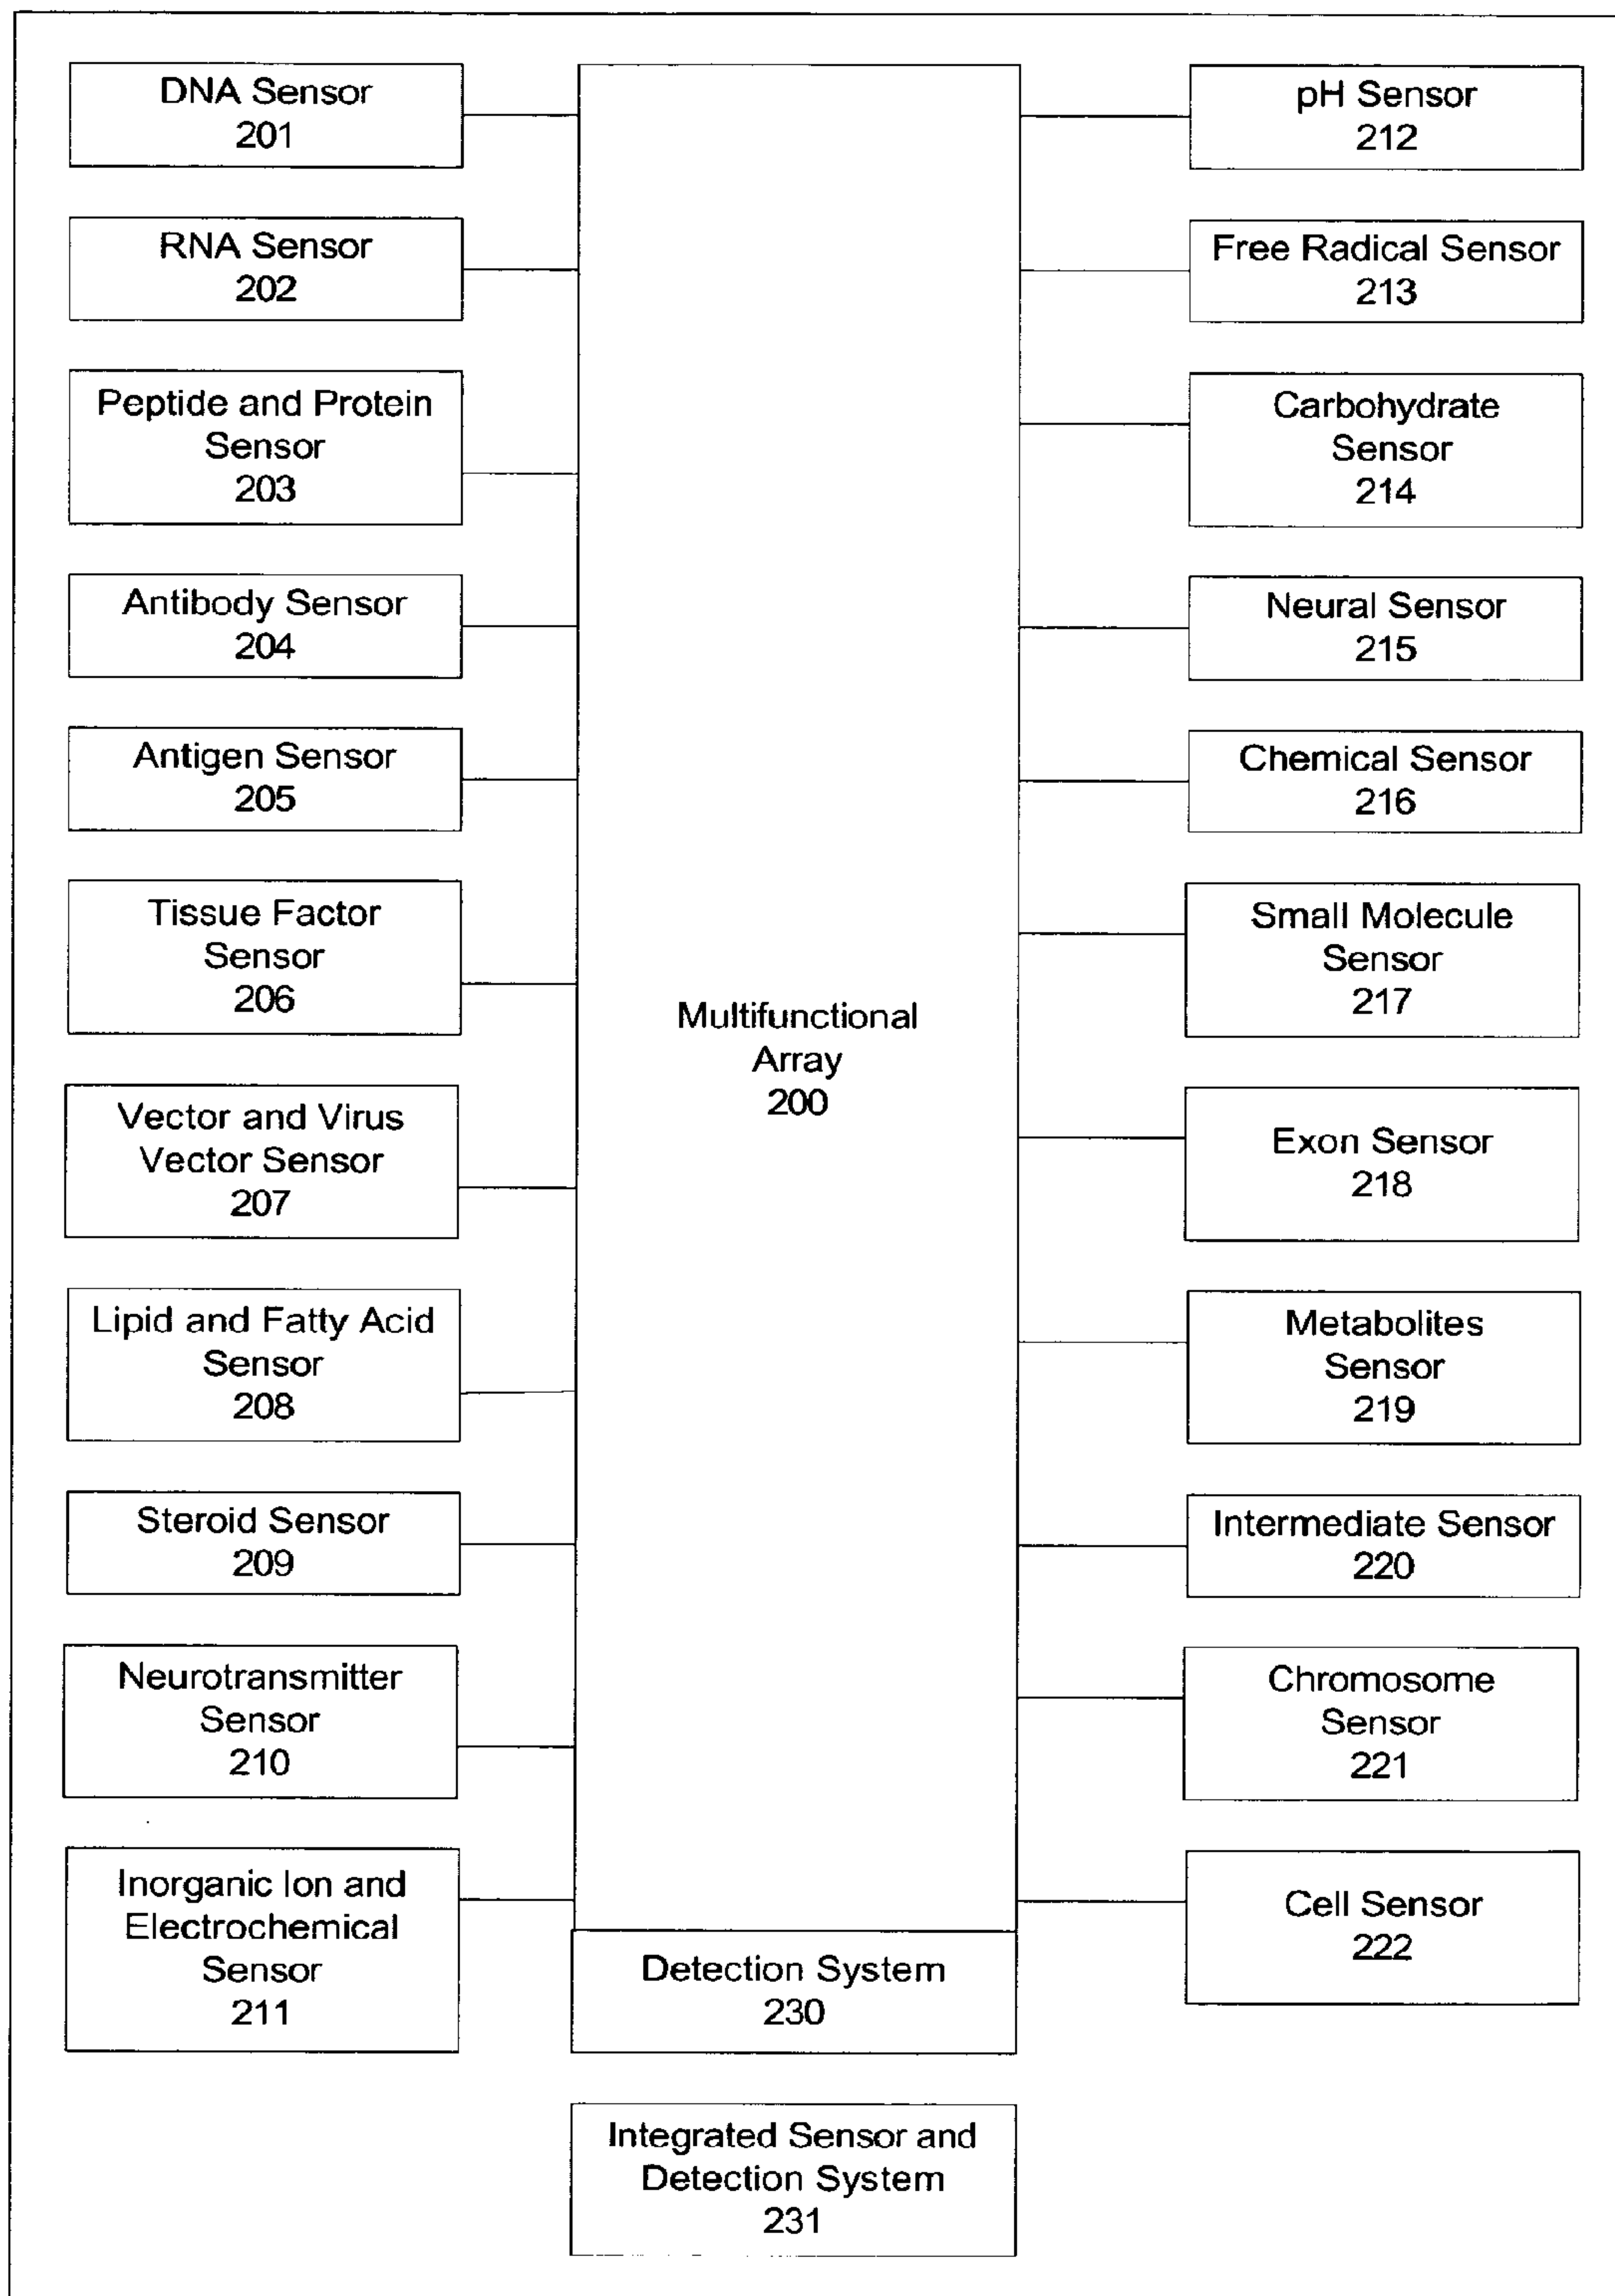 DNA Sensor
201
RNA Sensor
202
Peptide and Protein
Sensor
203
Antibody Sensor
204
Antigen Sensor
205
Tissue Factor
Sensor
206
Vector and Virus
Vector Sensor
207
Lipid and Fatty Acid
Sensor
208
Steroid Sensor
209
Neurotransmitter
Sensor
210
Inorganic Ion and
Electrochemical
Sensor
211
Multifunctional
Array
200
Detection System
230
Integrated Sensor and
Detection System
231
pH Sensor
212
Free Radical Sensor
213
Carbohydrate
Sensor
214
Neural Sensor
215
Chemical Sensor
216
Small Molecule
Sensor
217
Exon Sensor
218
Metabolites
Sensor
219
Intermediate Sensor
220
Chromosome
Sensor
221
Cell Sensor
222